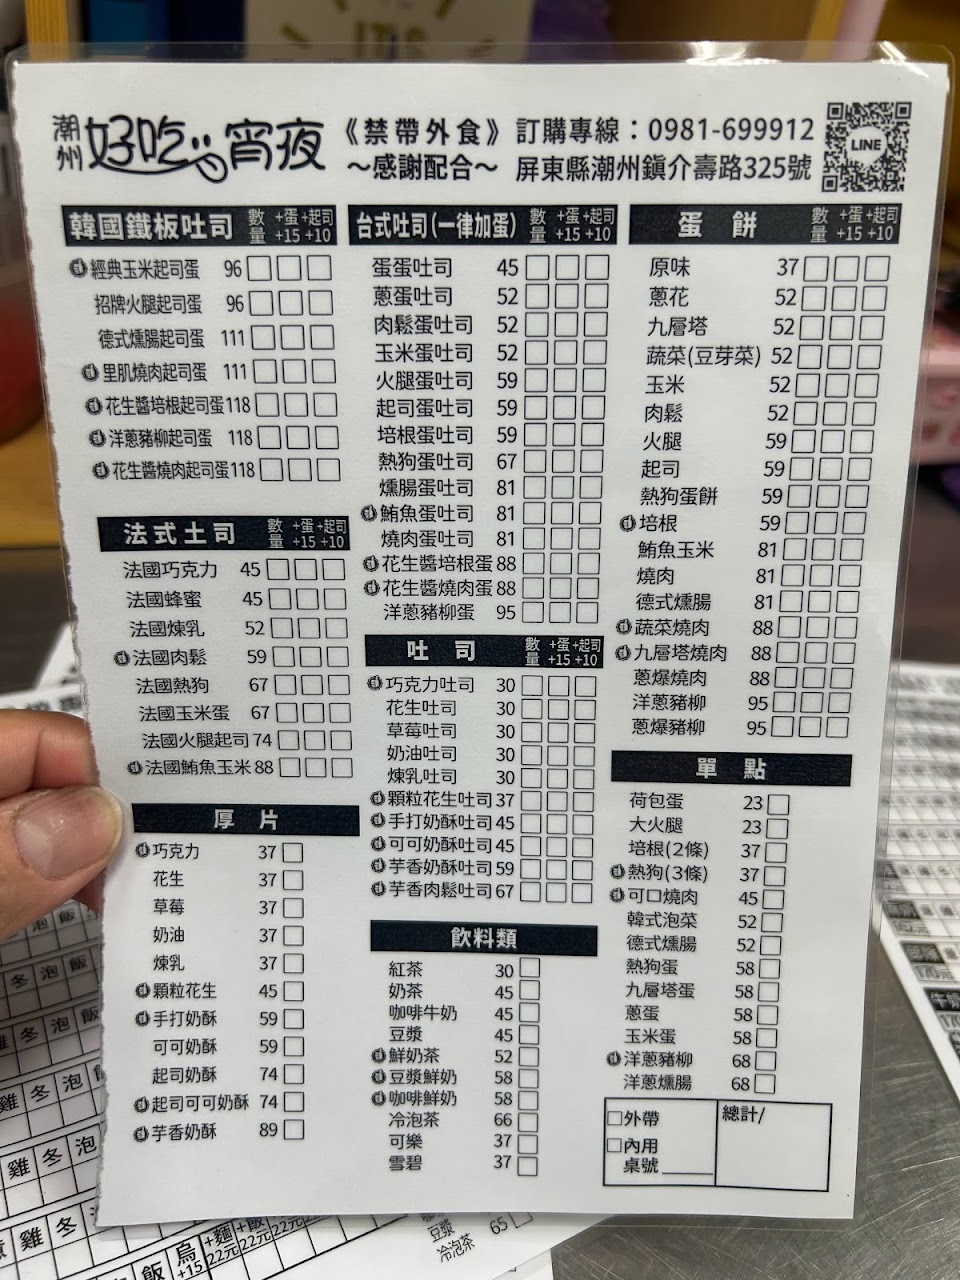 潮州 好吃 宵夜
《禁帶外食》
～感謝配合～
訂購專線：0981-699912
屏東縣潮州鎮介壽路325號
LINE
韓國鐵板吐司 數量 +蛋+15 +起司+10
經典玉米起司蛋 96
招牌火腿起司蛋 96
德式燻腸起司蛋 111
里肌燒肉起司蛋 111
花生醬培根起司蛋 118
洋蔥豬柳起司蛋 118
花生醬燒肉起司蛋 118
法式土司 數量 +蛋+15 +起司+10
法國巧克力 45
法國蜂蜜 45
法國煉乳 52
法國肉鬆 59
法國熱狗 67
法國玉米蛋 67
法國火腿起司 74
法國鮪魚玉米 88
厚片
巧克力 37
花生 37
草莓 37
奶油 37
煉乳 37
顆粒花生 45
手打奶酥 59
可可奶酥 59
起司奶酥 74
起司可可奶酥 74
芋香奶酥 89
台式吐司(一律加蛋) 數量 +蛋+15 +起司+10
蛋蛋吐司 45
蔥蛋吐司 52
肉鬆蛋吐司 52
玉米蛋吐司 52
火腿蛋吐司 59
起司蛋吐司 59
培根蛋吐司 59
熱狗蛋吐司 67
燻腸蛋吐司 81
鮪魚蛋吐司 81
燒肉蛋吐司 81
花生醬培根蛋 88
花生醬燒肉蛋 88
洋蔥豬柳蛋 95
吐司 數量 +蛋+15 +起司+10
巧克力吐司 30
花生吐司 30
草莓吐司 30
奶油吐司 30
煉乳吐司 30
顆粒花生吐司 37
手打奶酥吐司 45
可可奶酥吐司 45
芋香奶酥吐司 59
芋香肉鬆吐司 67
飲料類
紅茶 30
奶茶 45
咖啡牛奶 45
豆漿 45
鮮奶茶 52
豆漿鮮奶 58
咖啡鮮奶 58
冷泡茶 66
可樂 37
雪碧 37
蛋餅 數量 +蛋+15 +起司+10
原味 37
蔥花 52
九層塔 52
蔬菜(豆芽菜) 52
玉米 52
肉鬆 52
火腿 59
起司 59
熱狗蛋餅 59
培根 59
鮪魚玉米 81
燒肉 81
德式燻腸 81
蔬菜燒肉 88
九層塔燒肉 88
蔥爆燒肉 88
洋蔥豬柳 95
蔥爆豬柳 95
單點
荷包蛋 23
大火腿 23
培根(2條) 37
熱狗(3條) 37
可口燒肉 45
韓式泡菜 52
德式燻腸 52
熱狗蛋 58
九層塔蛋 58
蔥蛋 58
玉米蛋 58
洋蔥豬柳 68
洋蔥燻腸 68
外帶
內用
桌號
總計/
冬 泡 飯
雞 冬 泡
雞 冬 泡
雞 冬
飯 烏+15 +麵22元 +飯22元
豆漿 65
冷泡茶